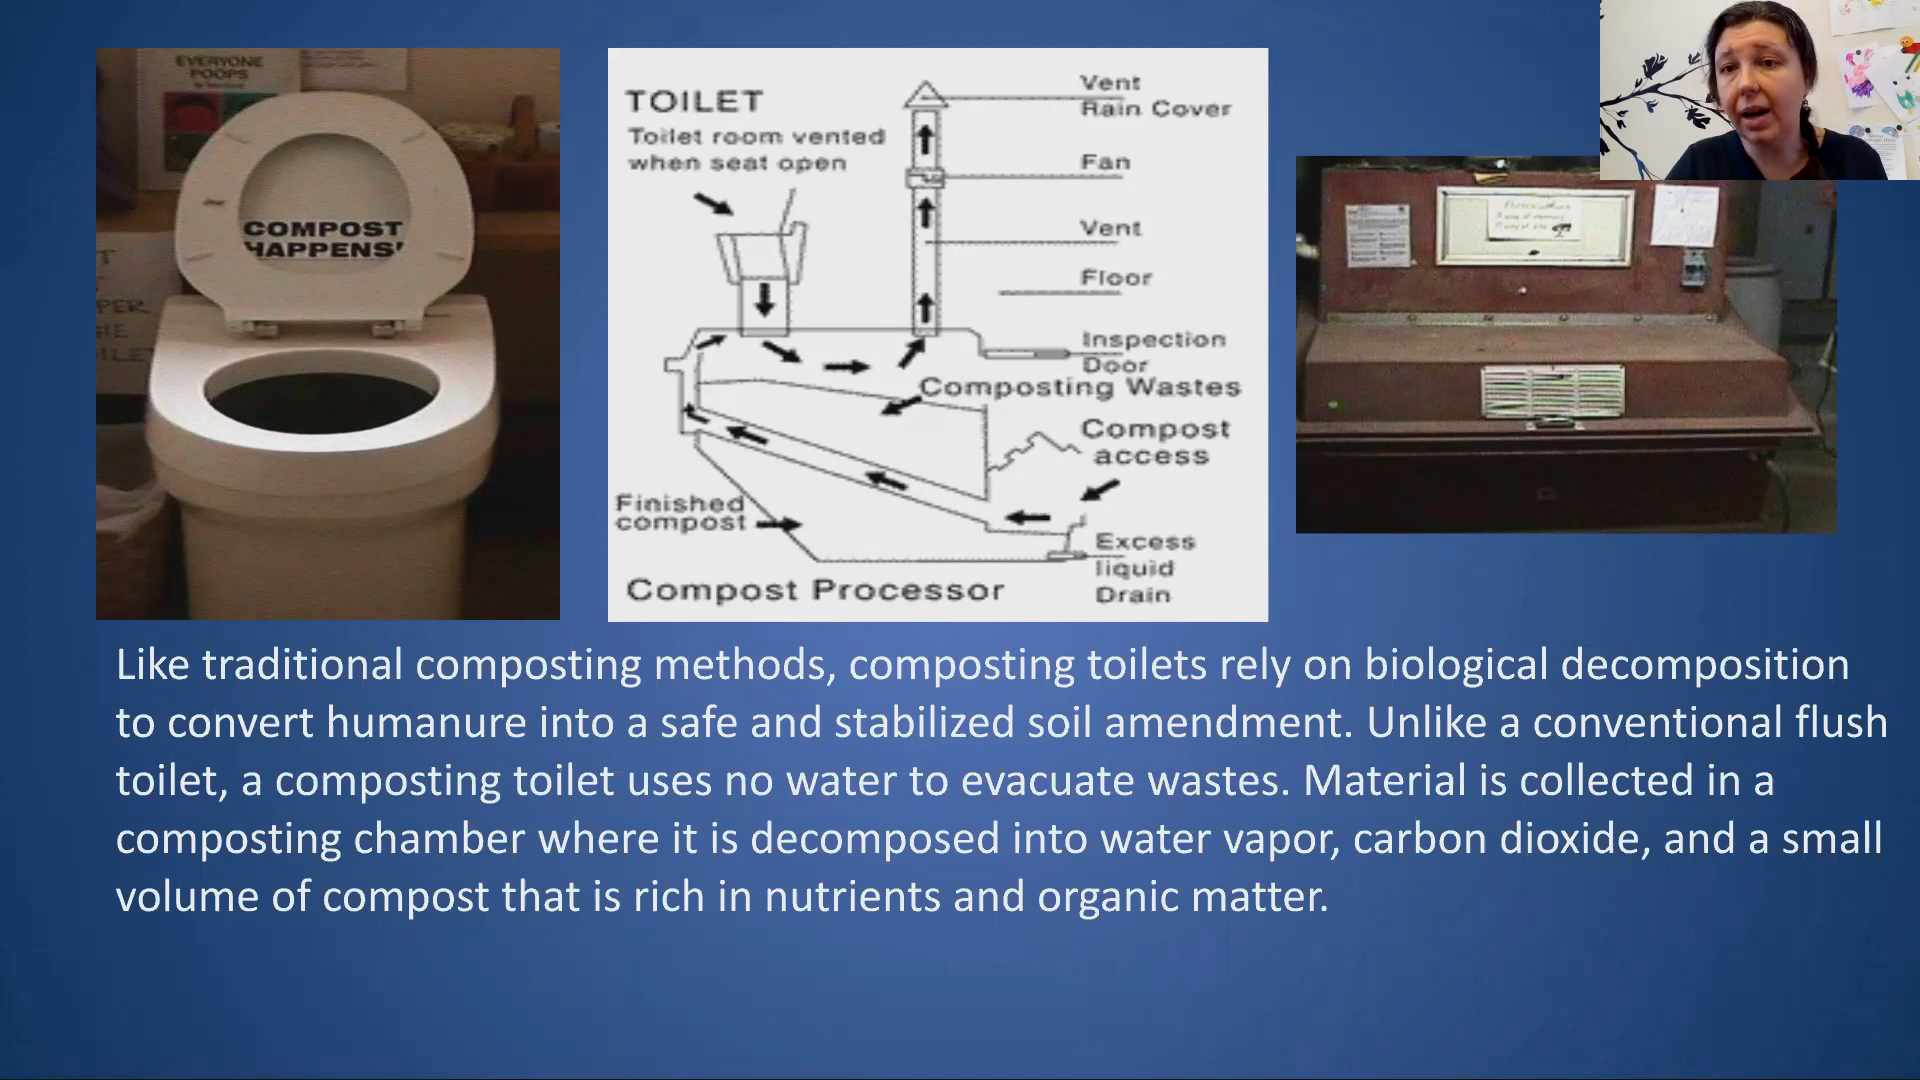 EVERYONE
POOPS
COMPOST
HAPPENS!
TOILET
Toilet room vented
when seat open
Vent
Rain Cover
Fan
Vent
Floor
Inspection
Door
Composting Wastes
Compost
access
Finished
compost
Excess
liquid
Drain
Compost Processor
Like traditional composting methods, composting toilets rely on biological decomposition
to convert humanure into a safe and stabilized soil amendment. Unlike a conventional flush
toilet, a composting toilet uses no water to evacuate wastes. Material is collected in a
composting chamber where it is decomposed into water vapor, carbon dioxide, and a small
volume of compost that is rich in nutrients and organic matter.